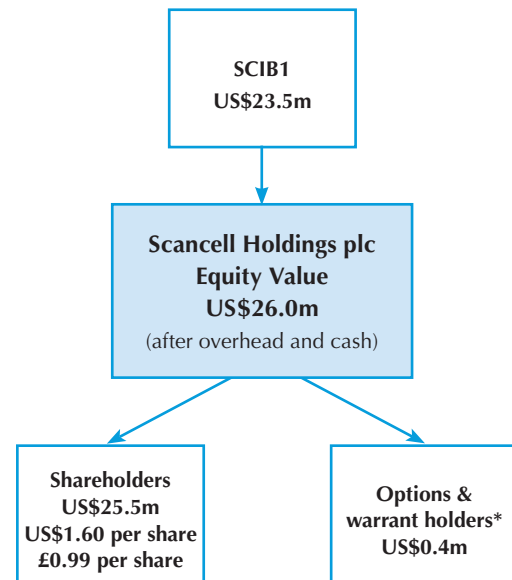 SCIB1
US$23.5m
Scancell Holdings plc
Equity Value
US$26.0m
(after overhead and cash)
Shareholders
US$25.5m
US$1.60 per share
£0.99 per share
Options &
warrant holders*
US$0.4m